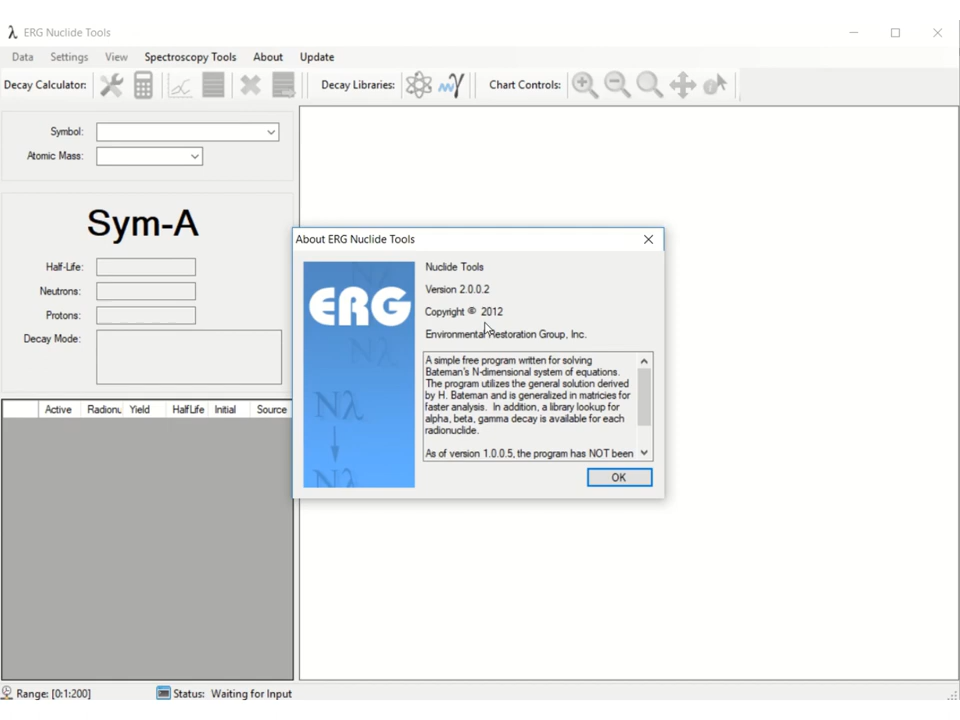 λ ERG Nuclide Tools
Data Settings View Spectroscopy Tools About Update
Decay Calculator: Decay Libraries: Chart Controls:
Symbol:
Atomic Mass:
Sym-A
Half-Life:
Neutrons:
Protons:
Decay Mode:
Active Radionu Yield HalfLife Initial Source
About ERG Nuclide Tools
ERG
Nλ
Nλ
Nλ
Nλ
Nuclide Tools
Version 2.0.0.2
Copyright © 2012
Environmental Restoration Group, Inc.
A simple free program written for solving
Bateman's N-dimensional system of equations.
The program utilizes the general solution derived
by H. Bateman and is generalized in matricies for
faster analysis. In addition, a library lookup for
alpha, beta, gamma decay is available for each
radionuclide.
As of version 1.0.0.5, the program has NOT been
OK
Range: [0:1:200] Status: Waiting for Input